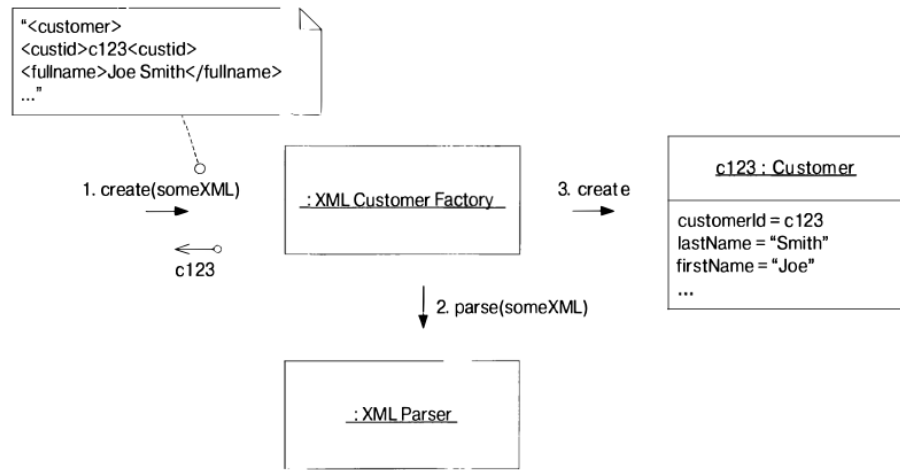 “<customer>
<custid>c123<custid>
<fullname>Joe Smith</fullname>
...”
1. create(someXML)
c123
: XML Customer Factory
3. create
c123 : Customer
customerId = c123
lastName = “Smith”
firstName = “Joe”
...
2. parse(someXML)
: XML Parser